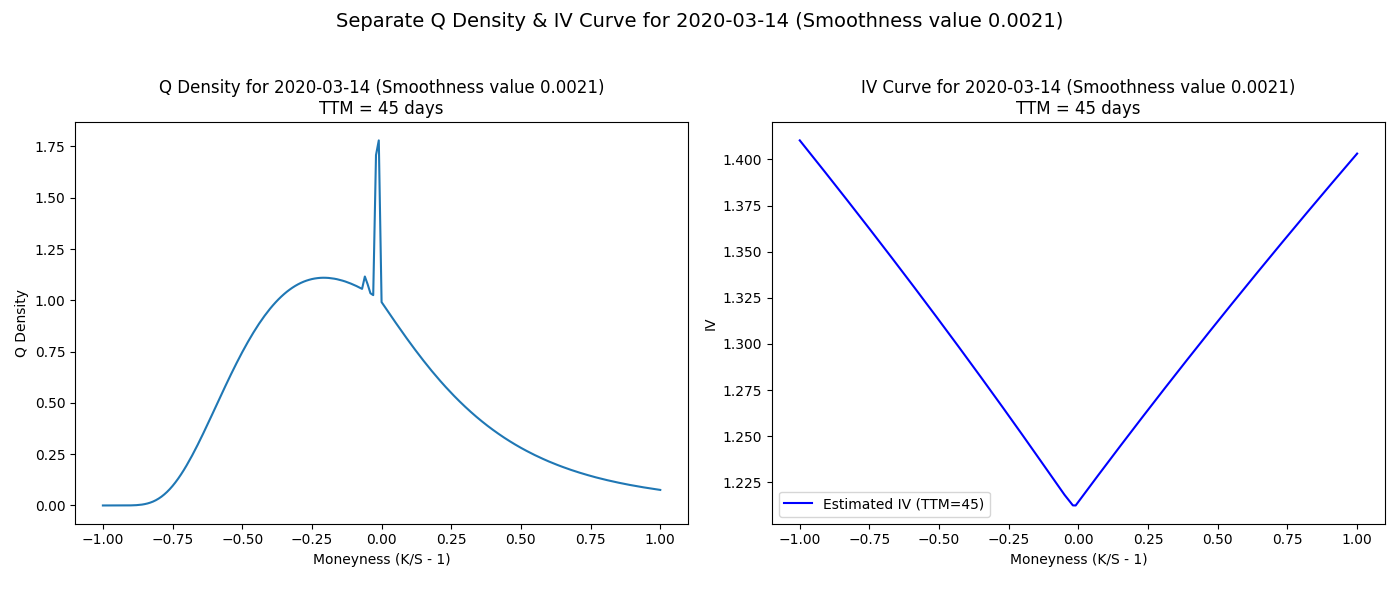 Separate Q Density & IV Curve for 2020-03-14 (Smoothness value 0.0021)
Q Density for 2020-03-14 (Smoothness value 0.0021)
TTM = 45 days
1.75
1.50
1.25
1.00
0.75
0.50
0.25
0.00
Q Density
−1.00 −0.75 −0.50 −0.25 0.00 0.25 0.50 0.75 1.00
Moneyness (K/S - 1)
IV Curve for 2020-03-14 (Smoothness value 0.0021)
TTM = 45 days
1.400
1.375
1.350
1.325
1.300
1.275
1.250
1.225
IV
Estimated IV (TTM=45)
−1.00 −0.75 −0.50 −0.25 0.00 0.25 0.50 0.75 1.00
Moneyness (K/S - 1)